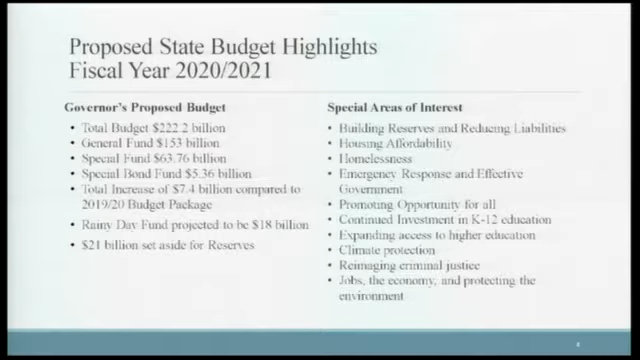 Proposed State Budget Highlights
Fiscal Year 2020/2021
Governor's Proposed Budget
• Total Budget $222.2 billion
• General Fund $153 billion
• Special Fund $63.76 billion
• Special Bond Fund $5.36 billion
• Total Increase of $7.4 billion compared to
2019/20 Budget Package
• Rainy Day Fund projected to be $18 billion
• $21 billion set aside for Reserves
Special Areas of Interest
• Building Reserves and Reducing Liabilities
• Housing Affordability
• Homelessness
• Emergency Response and Effective
Government
• Promoting Opportunity for all
• Continued Investment in K-12 education
• Expanding access to higher education
• Climate protection
• Reimaging criminal justice
• Jobs, the economy, and protecting the
environment
4